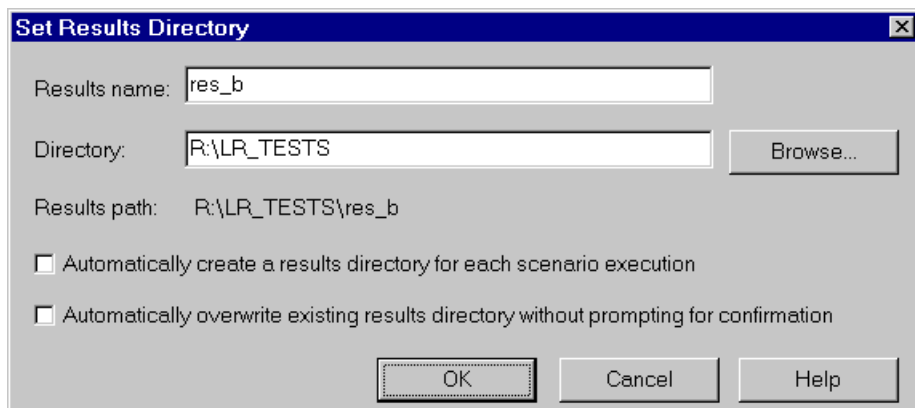 Set Results Directory
Results name: res_b
Directory: R:\LR_TESTS Browse...
Results path: R:\LR_TESTS\res_b
Automatically create a results directory for each scenario execution
Automatically overwrite existing results directory without prompting for confirmation
OK Cancel Help